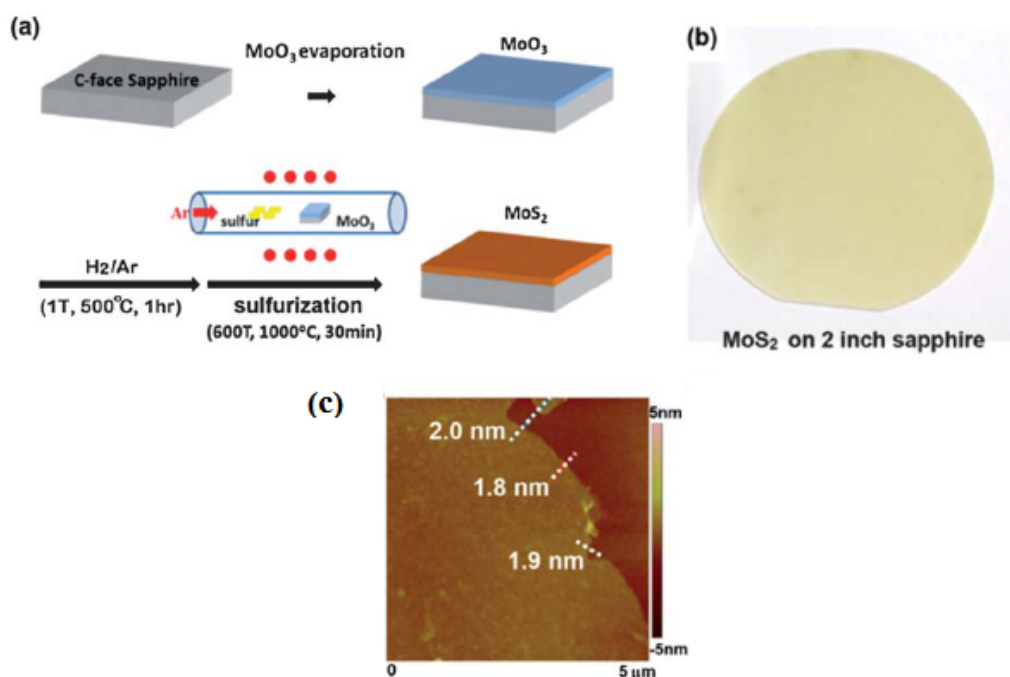 (a)
C-face Sapphire
MoO₃ evaporation
MoO₃
Ar
sulfur
MoO₃
MoS₂
H₂/Ar
(1T, 500℃, 1hr)
sulfurization
(600T, 1000°C, 30min)
(b)
MoS₂ on 2 inch sapphire
(c)
2.0 nm
1.8 nm
1.9 nm
5nm
-5nm
0
5 μm